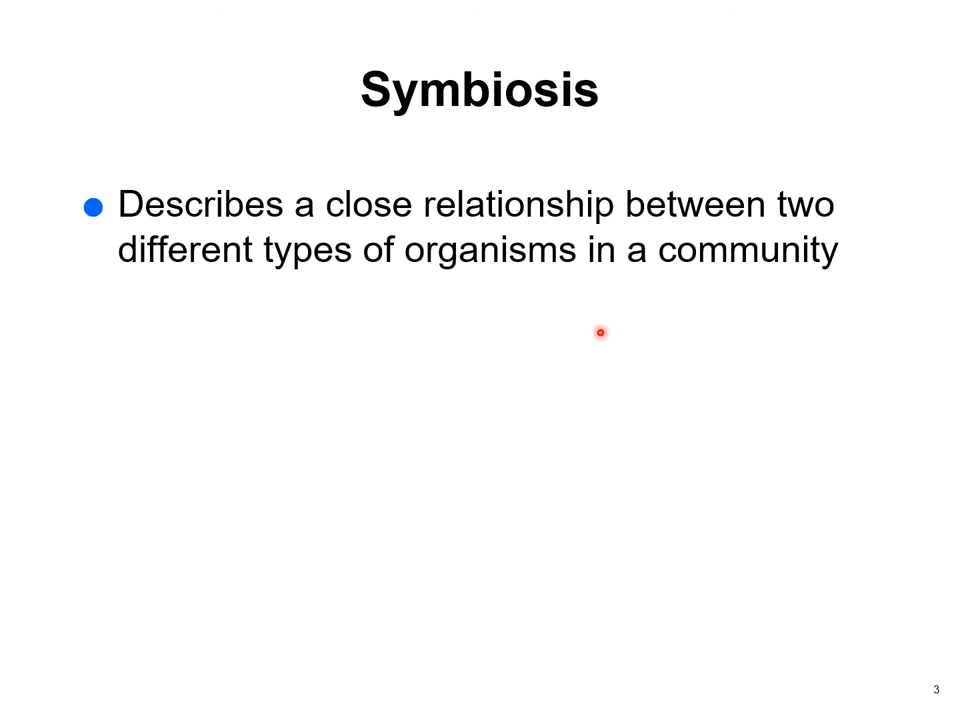 Symbiosis
Describes a close relationship between two
different types of organisms in a community
3